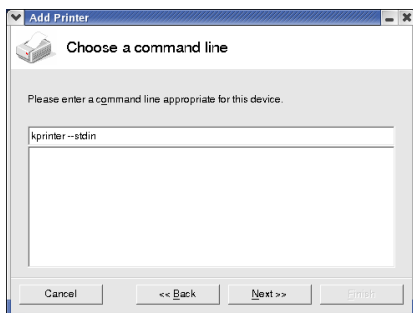 Add Printer
Choose a command line
Please enter a command line appropriate for this device.
kprinter --stdin
Cancel
<< Back
Next >>
Finish